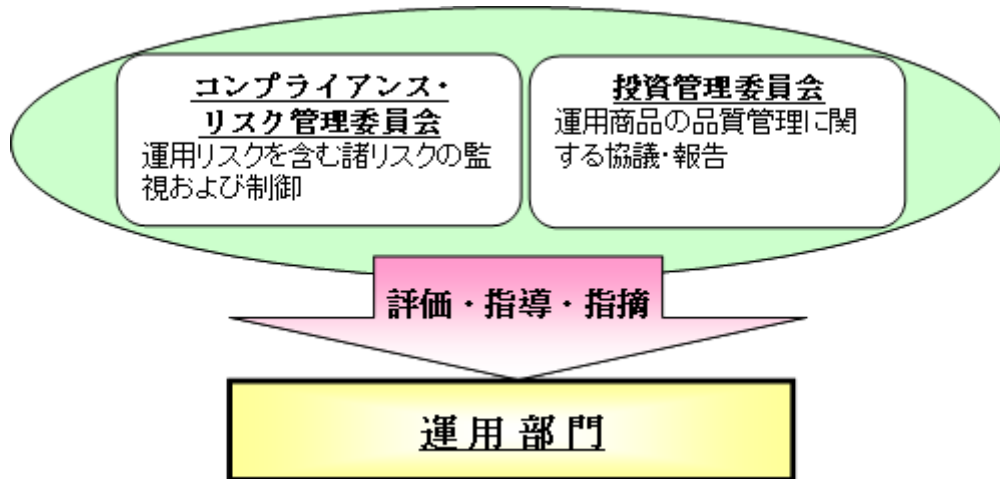 コンプライアンス・
リスク管理委員会
運用リスクを含む諸リスクの監
視および制御
投資管理委員会
運用商品の品質管理に関
する協議・報告
評価・指導・指摘
運用部門